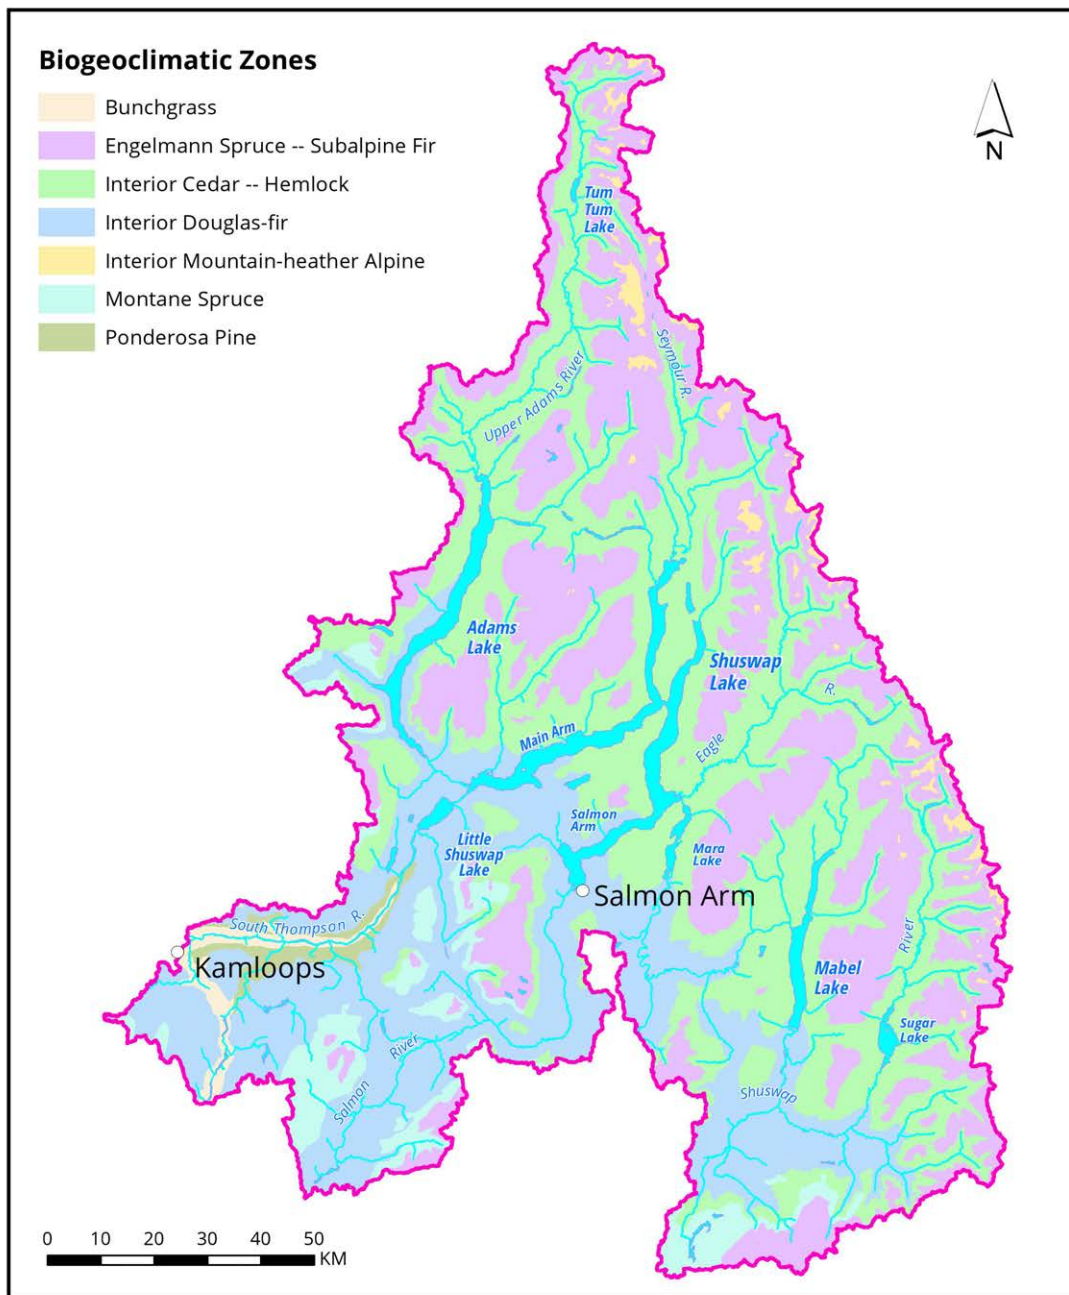 Biogeoclimatic Zones
Bunchgrass
Engelmann Spruce -- Subalpine Fir
Interior Cedar -- Hemlock
Interior Douglas-fir
Interior Mountain-heather Alpine
Montane Spruce
Ponderosa Pine
N
Tum
Tum
Lake
Seymour R.
Upper Adams River
Adams
Lake
Shuswap
Lake
R.
Main Arm
Eagle
Salmon
Arm
Little
Shuswap
Lake
Mara
Lake
Salmon Arm
South Thompson R.
River
Kamloops
Mabel
Lake
Sugar
Lake
River
Salmon
Shuswap
0 10 20 30 40 50
KM